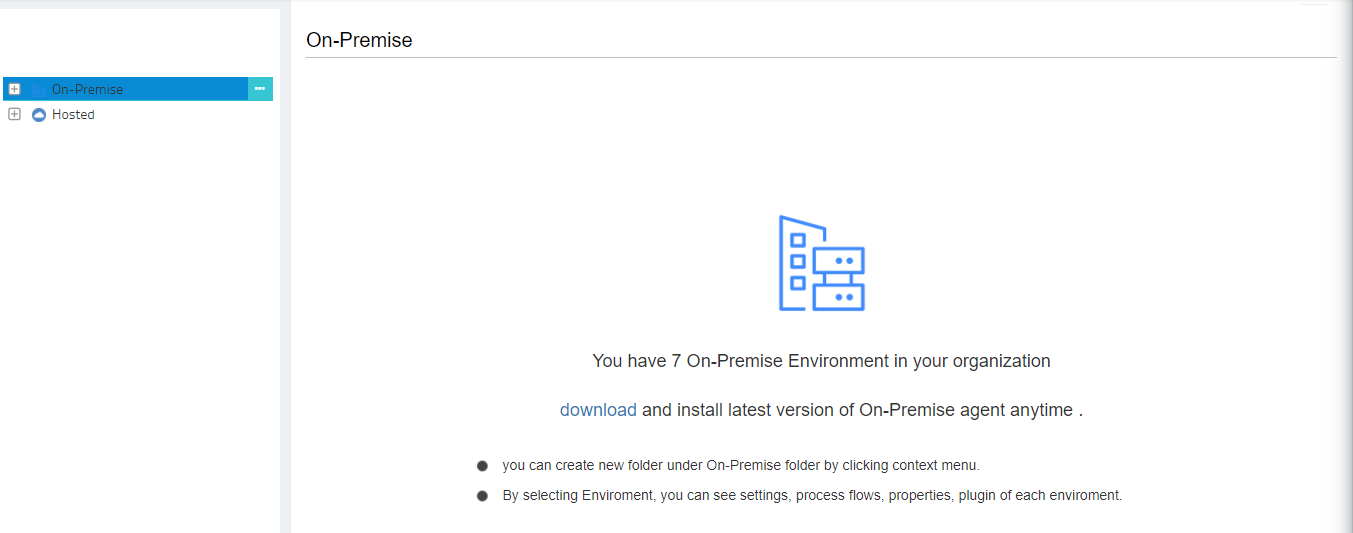 On-Premise
On-Premise
Hosted
You have 7 On-Premise Environment in your organization
download and install latest version of On-Premise agent anytime .
you can create new folder under On-Premise folder by clicking context menu.
By selecting Enviroment, you can see settings, process flows, properties, plugin of each enviroment.